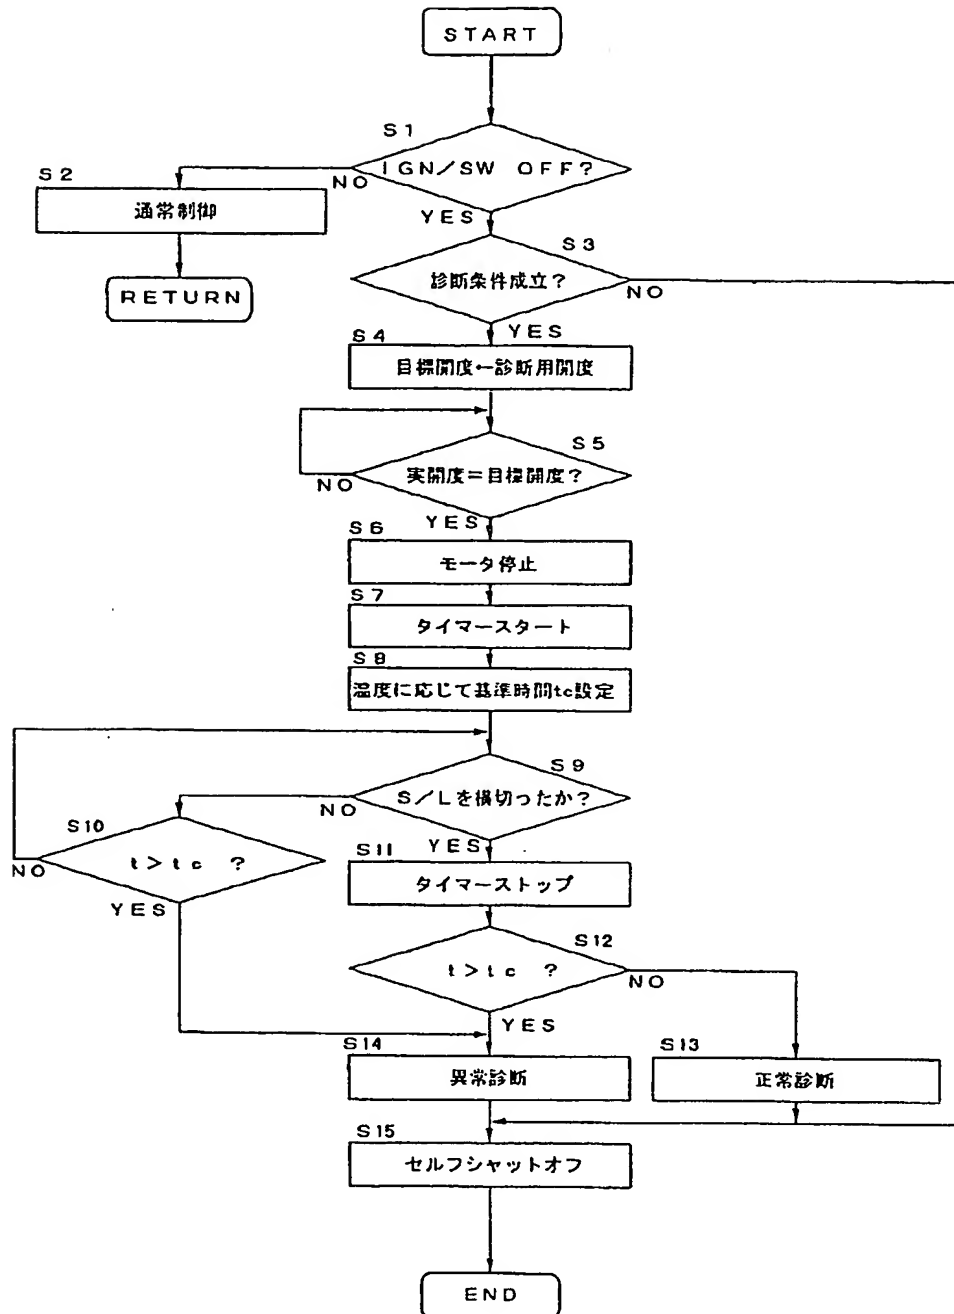 START
S1
IGN/SW OFF?
NO
YES
S2
通常制御
RETURN
S3
診断条件成立?
NO
YES
S4
目標開度←診断用開度
S5
実開度=目標開度?
NO
YES
S6
モータ停止
S7
タイマースタート
S8
温度に応じて基準時間tc設定
S9
S/Lを横切ったか?
NO
YES
S10
t>tc ?
NO
YES
S11
タイマーストップ
S12
t>tc ?
NO
YES
S13
正常診断
S14
異常診断
S15
セルフシャットオフ
END